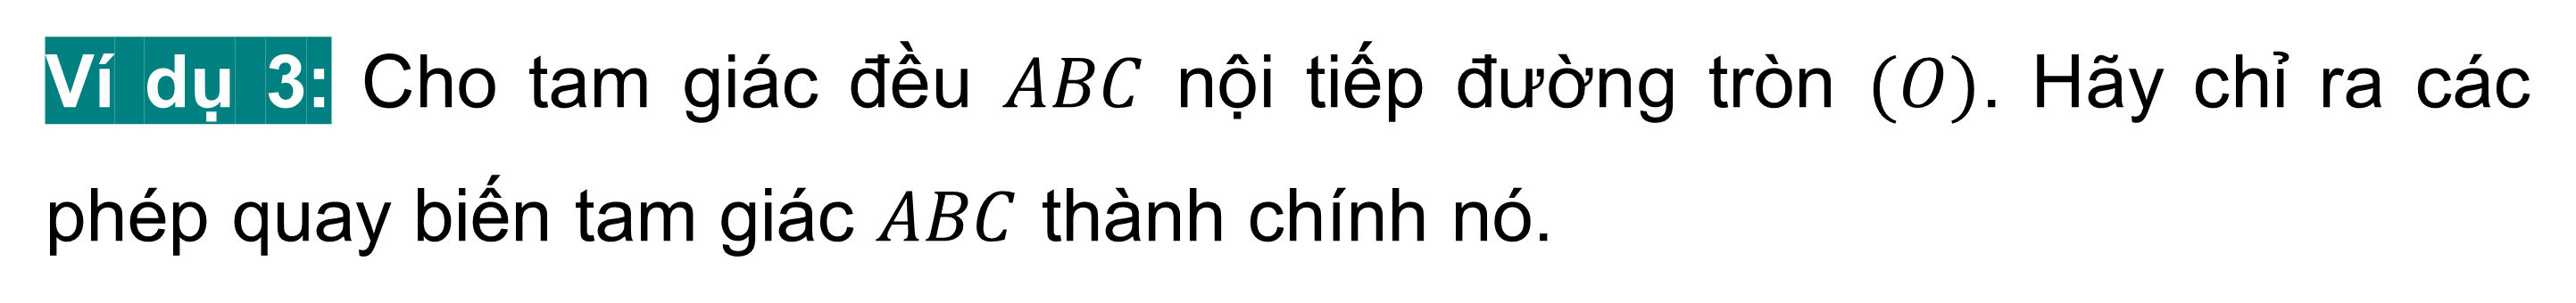 Ví dụ 3: Cho tam giác đều ABC nội tiếp đường tròn (O). Hãy chỉ ra các
phép quay biến tam giác ABC thành chính nó.